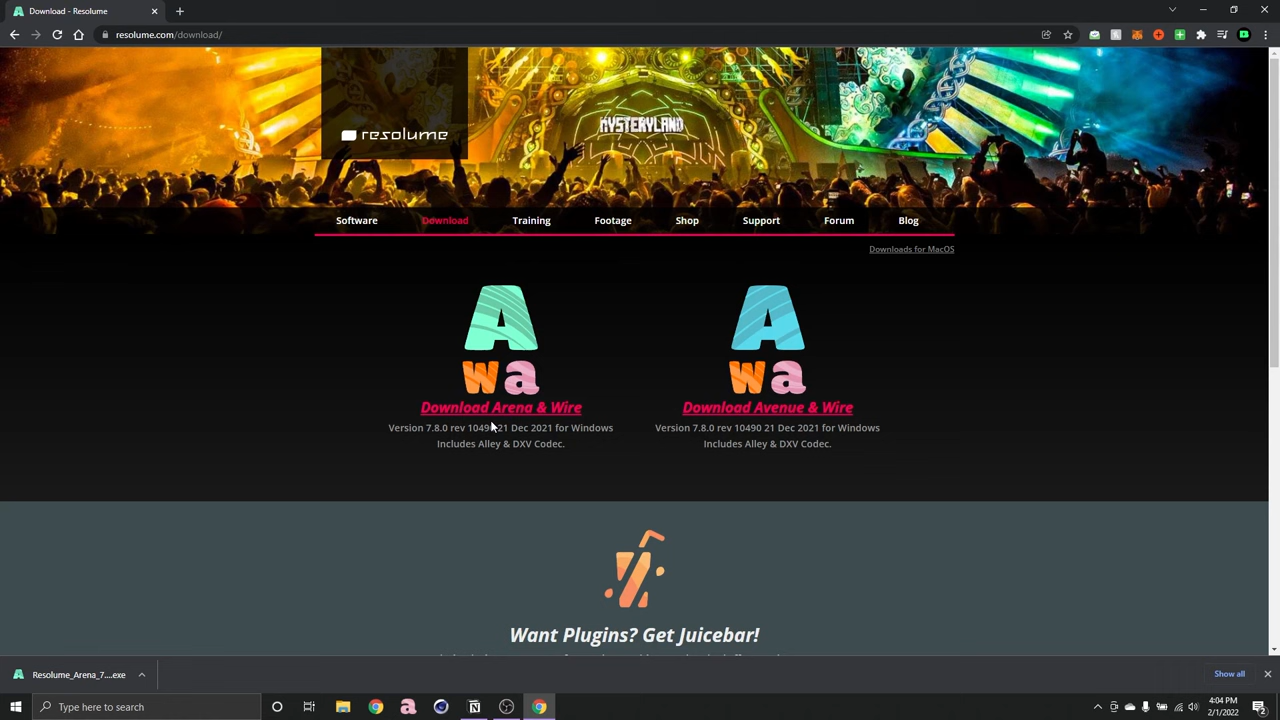 Download - Resolume
resolume.com/download/
MYSTERYLAND
resolume
Software Download Training Footage Shop Support Forum Blog
Downloads for MacOS
A
wa
Download Arena & Wire
Version 7.8.0 rev 10490 21 Dec 2021 for Windows
Includes Alley & DXV Codec.
A
wa
Download Avenue & Wire
Version 7.8.0 rev 10490 21 Dec 2021 for Windows
Includes Alley & DXV Codec.
Want Plugins? Get Juicebar!
Resolume_Arena_7....exe
Show all
Type here to search
4:04 PM
2/1/2022
2